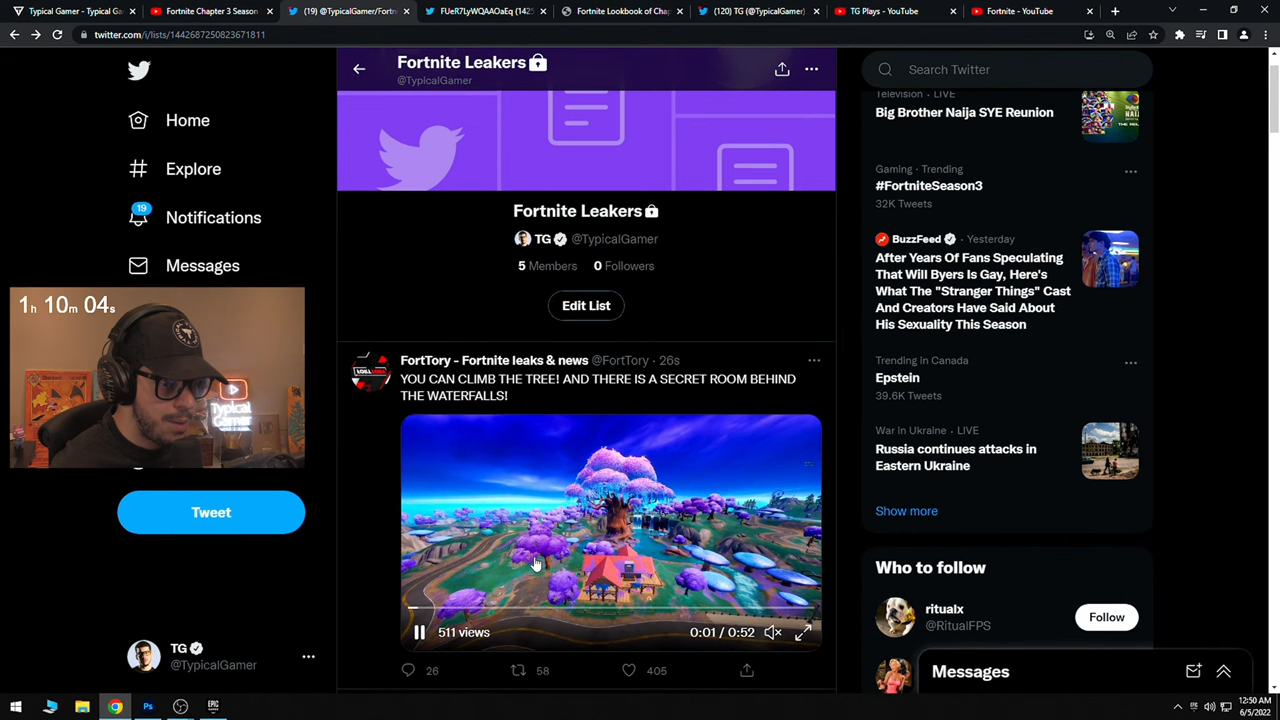 Typical Gamer - Typical Ga
Fortnite Chapter 3 Season
(19) @TypicalGamer/Fortn
FUeR7LyWQAAOaEq (142
Fortnite Lookbook of Cha
(120) TG (@TypicalGamer)
TG Plays - YouTube
Fortnite - YouTube
twitter.com/i/lists/1442687250823671811
Home
Explore
19
Notifications
Messages
1h 10m 04s
Typical
Gamer
Tweet
TG
@TypicalGamer
Fortnite Leakers
@TypicalGamer
Fortnite Leakers
TG @TypicalGamer
5 Members 0 Followers
Edit List
FortTory - Fortnite leaks & news @FortTory · 26s
YOU CAN CLIMB THE TREE! AND THERE IS A SECRET ROOM BEHIND
THE WATERFALLS!
511 views
0:01 / 0:52
26
58
405
Search Twitter
Television · LIVE
Big Brother Naija SYE Reunion
Gaming · Trending
#FortniteSeason3
32K Tweets
BuzzFeed · Yesterday
After Years Of Fans Speculating
That Will Byers Is Gay, Here's
What The "Stranger Things" Cast
And Creators Have Said About
His Sexuality This Season
Trending in Canada
Epstein
39.6K Tweets
War in Ukraine · LIVE
Russia continues attacks in
Eastern Ukraine
Show more
Who to follow
ritualx
@RitualFPS
Follow
Messages
Ps
EPIC
12:50 AM
6/5/2022